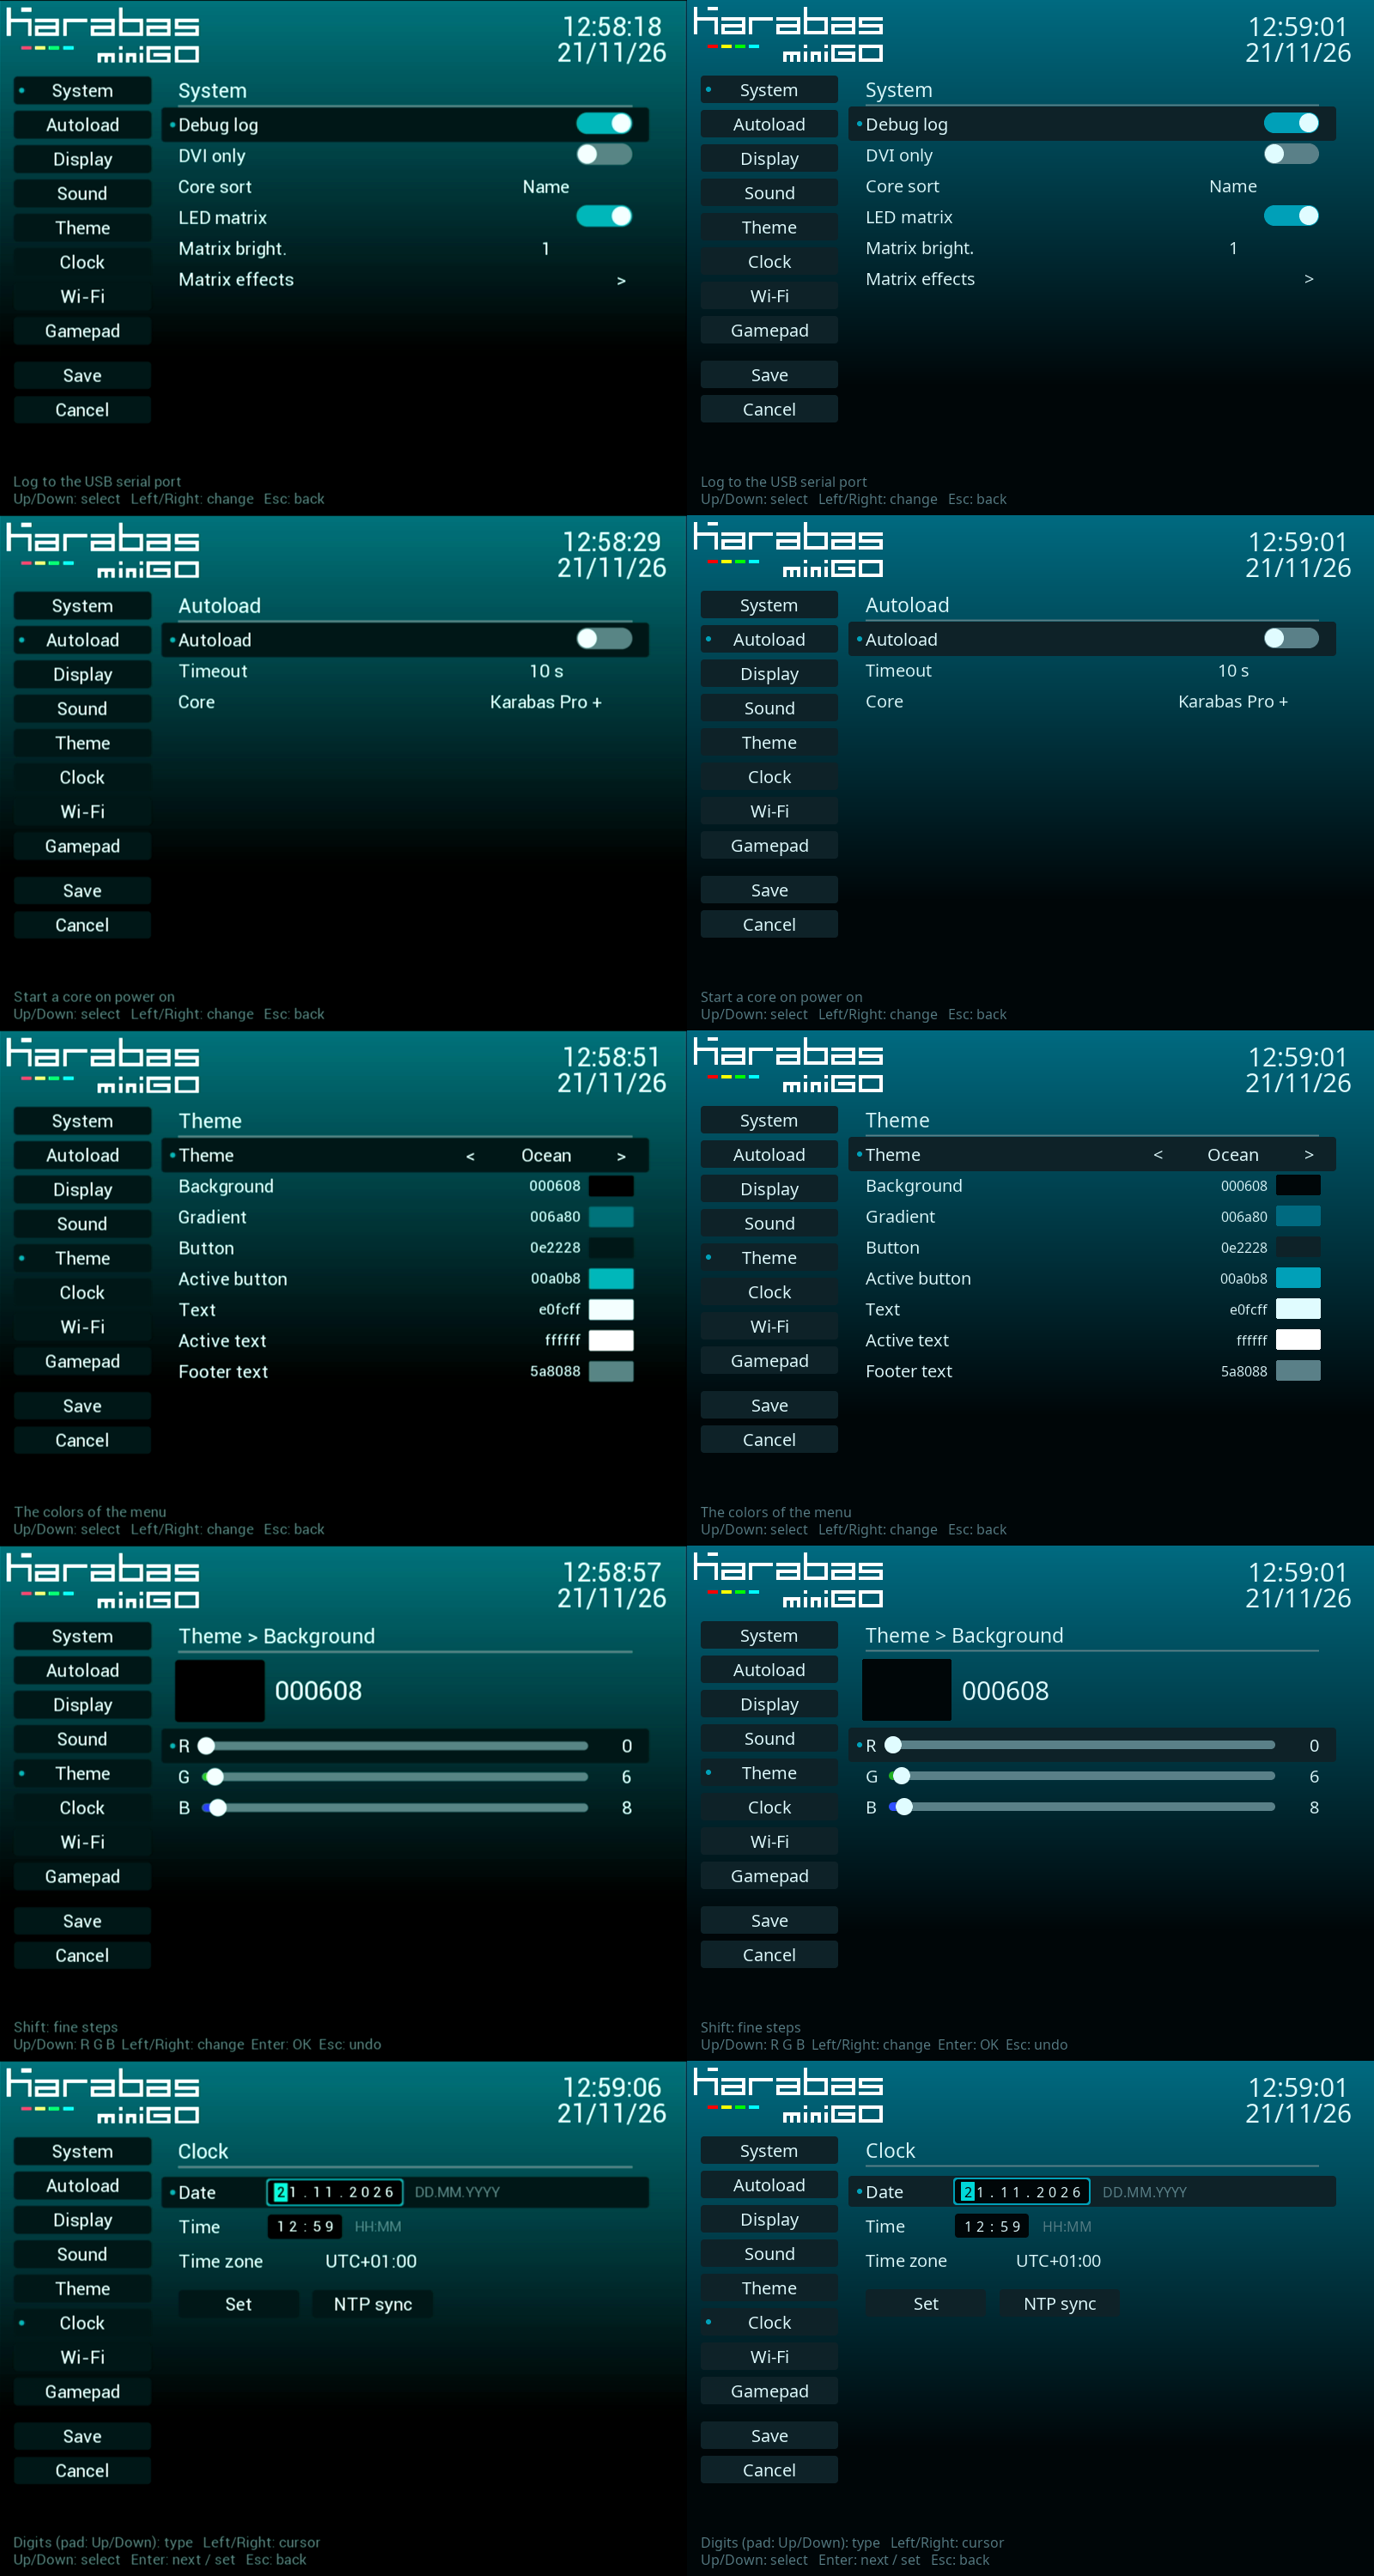 Karabas
miniGO
12:58:18
21/11/26
System
Autoload
Display
Sound
Theme
Clock
Wi-Fi
Gamepad
Save
Cancel
System
Debug log
DVI only
Core sort Name
LED matrix
Matrix bright. 1
Matrix effects >
Log to the USB serial port
Up/Down: select Left/Right: change Esc: back
Karabas
miniGO
12:59:01
21/11/26
System
Autoload
Display
Sound
Theme
Clock
Wi-Fi
Gamepad
Save
Cancel
System
Debug log
DVI only
Core sort Name
LED matrix
Matrix bright. 1
Matrix effects >
Log to the USB serial port
Up/Down: select Left/Right: change Esc: back
Karabas
miniGO
12:58:29
21/11/26
System
Autoload
Display
Sound
Theme
Clock
Wi-Fi
Gamepad
Save
Cancel
Autoload
Autoload
Timeout 10 s
Core Karabas Pro +
Start a core on power on
Up/Down: select Left/Right: change Esc: back
Karabas
miniGO
12:59:01
21/11/26
System
Autoload
Display
Sound
Theme
Clock
Wi-Fi
Gamepad
Save
Cancel
Autoload
Autoload
Timeout 10 s
Core Karabas Pro +
Start a core on power on
Up/Down: select Left/Right: change Esc: back
Karabas
miniGO
12:58:51
21/11/26
System
Autoload
Display
Sound
Theme
Clock
Wi-Fi
Gamepad
Save
Cancel
Theme
Theme < Ocean >
Background 000608
Gradient 006a80
Button 0e2228
Active button 00a0b8
Text e0fcff
Active text ffffff
Footer text 5a8088
The colors of the menu
Up/Down: select Left/Right: change Esc: back
Karabas
miniGO
12:59:01
21/11/26
System
Autoload
Display
Sound
Theme
Clock
Wi-Fi
Gamepad
Save
Cancel
Theme
Theme < Ocean >
Background 000608
Gradient 006a80
Button 0e2228
Active button 00a0b8
Text e0fcff
Active text ffffff
Footer text 5a8088
The colors of the menu
Up/Down: select Left/Right: change Esc: back
Karabas
miniGO
12:58:57
21/11/26
System
Autoload
Display
Sound
Theme
Clock
Wi-Fi
Gamepad
Save
Cancel
Theme > Background
000608
R 0
G 6
B 8
Shift: fine steps
Up/Down: R G B Left/Right: change Enter: OK Esc: undo
Karabas
miniGO
12:59:01
21/11/26
System
Autoload
Display
Sound
Theme
Clock
Wi-Fi
Gamepad
Save
Cancel
Theme > Background
000608
R 0
G 6
B 8
Shift: fine steps
Up/Down: R G B Left/Right: change Enter: OK Esc: undo
Karabas
miniGO
12:59:06
21/11/26
System
Autoload
Display
Sound
Theme
Clock
Wi-Fi
Gamepad
Save
Cancel
Clock
Date 21.11.2026 DD.MM.YYYY
Time 12:59 HH:MM
Time zone UTC+01:00
Set NTP sync
Digits (pad: Up/Down): type Left/Right: cursor
Up/Down: select Enter: next / set Esc: back
Karabas
miniGO
12:59:01
21/11/26
System
Autoload
Display
Sound
Theme
Clock
Wi-Fi
Gamepad
Save
Cancel
Clock
Date 21.11.2026 DD.MM.YYYY
Time 12:59 HH:MM
Time zone UTC+01:00
Set NTP sync
Digits (pad: Up/Down): type Left/Right: cursor
Up/Down: select Enter: next / set Esc: back